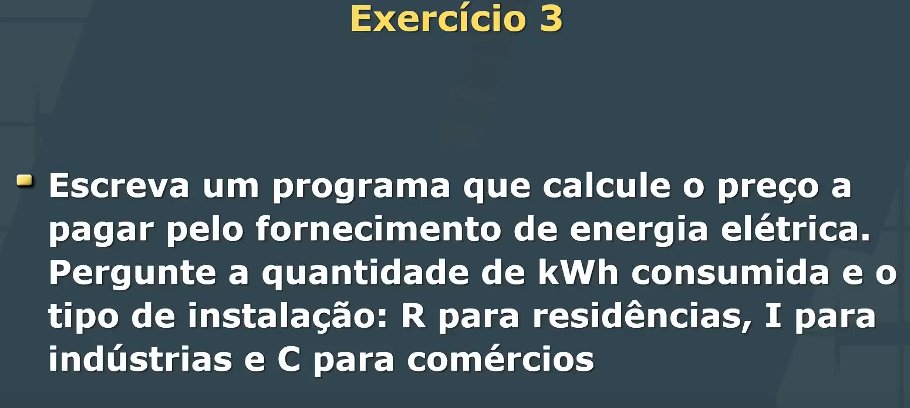 Exercício 3
Escreva um programa que calcule o preço a
pagar pelo fornecimento de energia elétrica.
Pergunte a quantidade de kWh consumida e o
tipo de instalação: R para residências, I para
indústrias e C para comércios